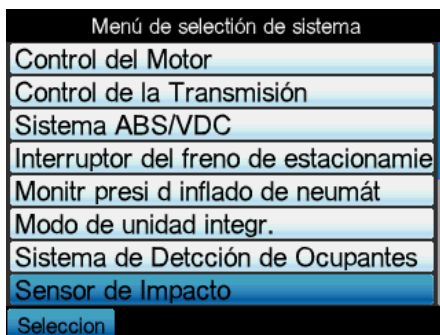 Menú de selectión de sistema
Control del Motor
Control de la Transmisión
Sistema ABS/VDC
Interruptor del freno de estacionamie
Monitr presi d inflado de neumát
Modo de unidad integr.
Sistema de Detcción de Ocupantes
Sensor de Impacto
Seleccion